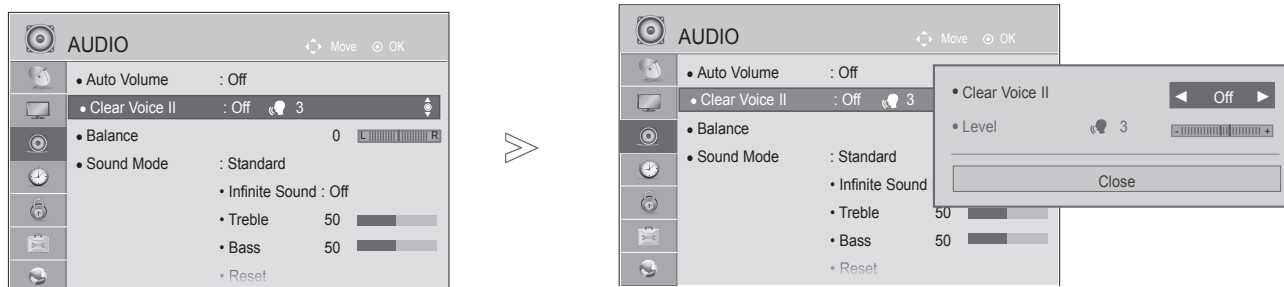 AUDIO
Move OK
• Auto Volume : Off
• Clear Voice II : Off 3
• Balance 0 L R
• Sound Mode : Standard
• Infinite Sound : Off
• Treble 50
• Bass 50
• Reset
AUDIO
Move OK
• Auto Volume : Off
• Clear Voice II : Off 3
• Balance
• Sound Mode : Standard
• Infinite Sound :
• Treble 50
• Bass 50
• Reset
• Clear Voice II ◀ Off ▶
• Level 3 - +
Close